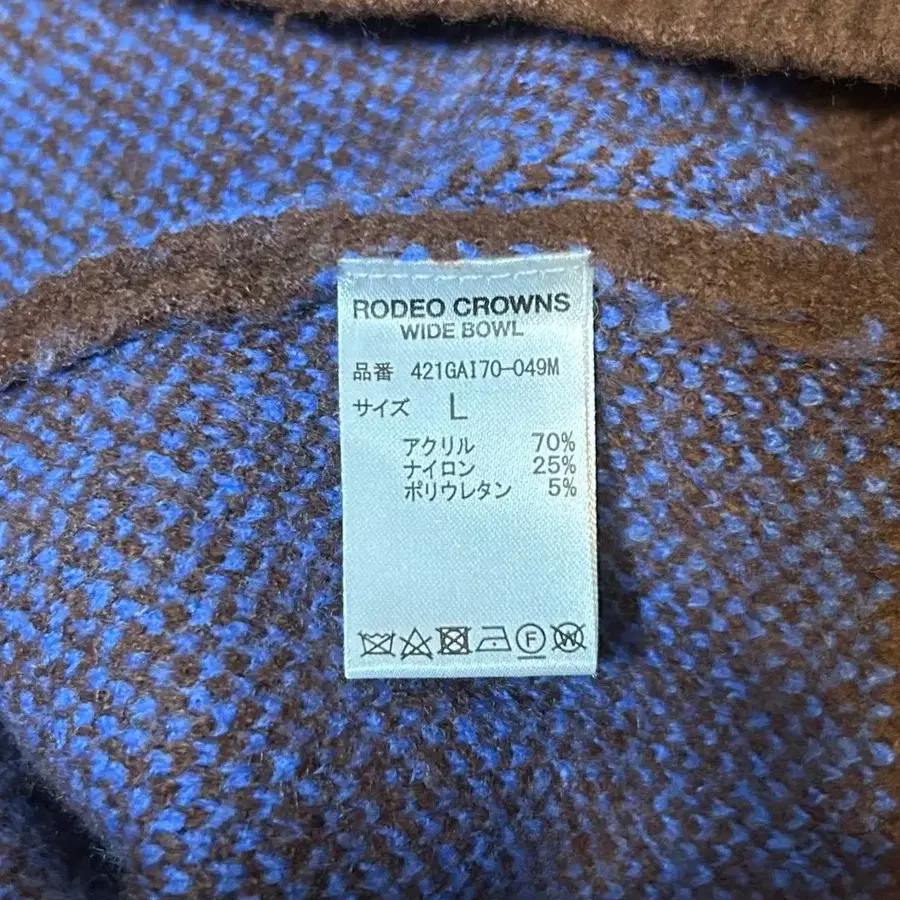 RODEO CROWNS
WIDE BOWL
品番 421GAI70-049M
サイズ L
アクリル 70%
ナイロン 25%
ポリウレタン 5%
F W